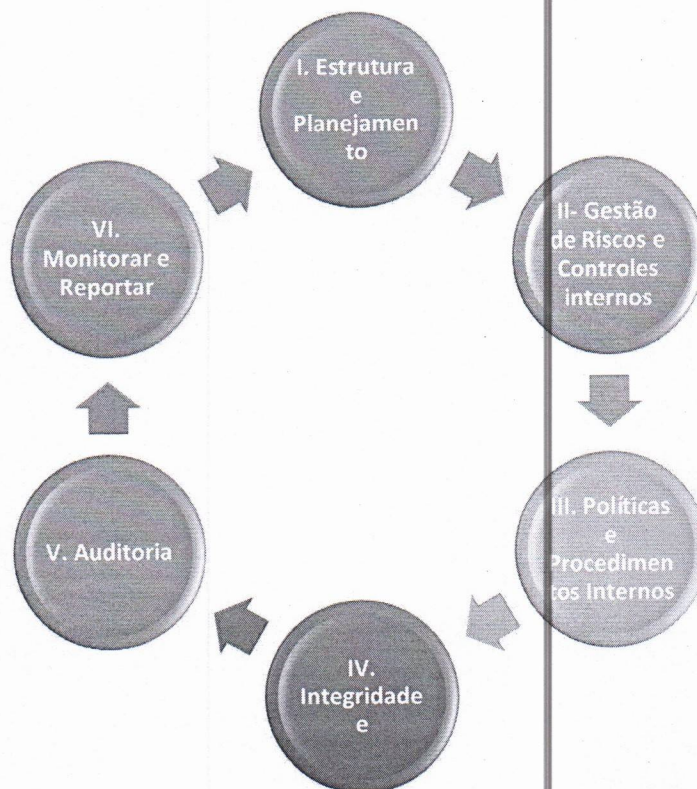 I. Estrutura
e
Planejamen
to
II- Gestão
de Riscos e
Controles
internos
III. Políticas
e
Procedimen
tos Internos
IV.
Integridade
e
V. Auditoria
VI.
Monitorar e
Reportar